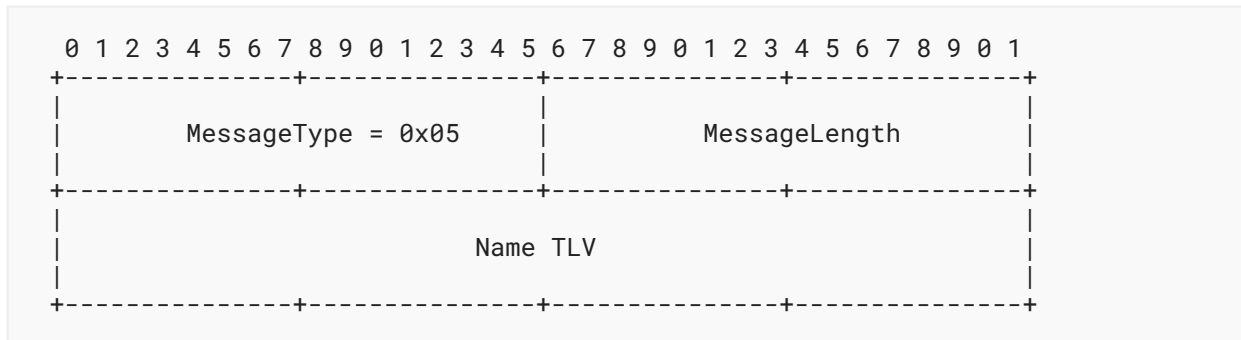 0 1 2 3 4 5 6 7 8 9 0 1 2 3 4 5 6 7 8 9 0 1 2 3 4 5 6 7 8 9 0 1
+---------------+---------------+---------------+---------------+
| | |
| MessageType = 0x05 | MessageLength |
| | |
+---------------+---------------+---------------+---------------+
| |
| Name TLV |
| |
+---------------+---------------+---------------+---------------+